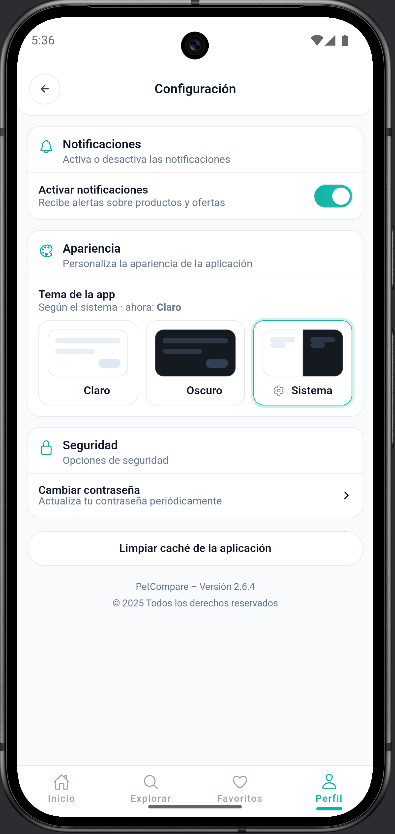 5:36
Configuración
Notificaciones
Activa o desactiva las notificaciones
Activar notificaciones
Recibe alertas sobre productos y ofertas
Apariencia
Personaliza la apariencia de la aplicación
Tema de la app
Según el sistema · ahora: Claro
Claro
Oscuro
Sistema
Seguridad
Opciones de seguridad
Cambiar contraseña
Actualiza tu contraseña periódicamente
Limpiar caché de la aplicación
PetCompare – Versión 2.6.4
© 2025 Todos los derechos reservados
Inicio
Explorar
Favoritos
Perfil